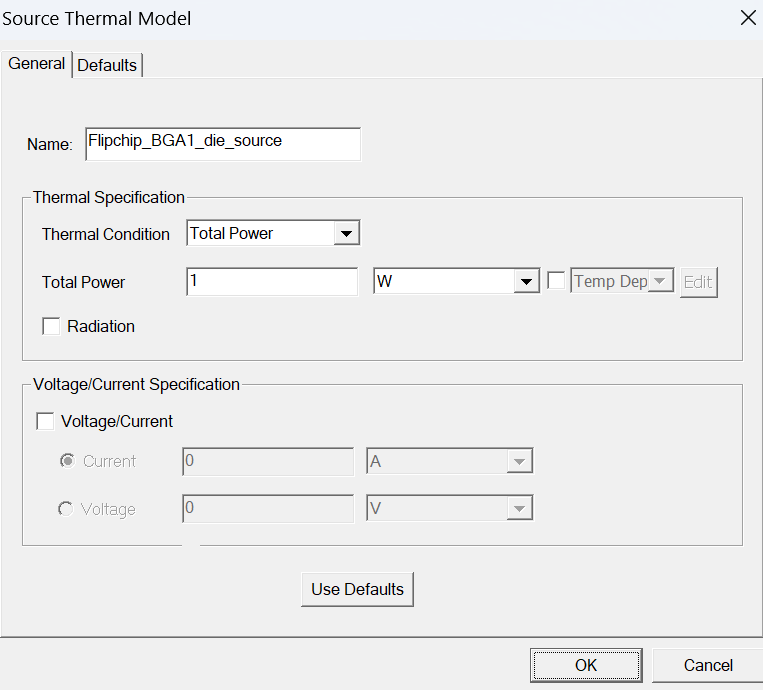 Source Thermal Model
General Defaults
Name: Flipchip_BGA1_die_source
Thermal Specification
Thermal Condition Total Power
Total Power 1 W Temp Dep Edit
Radiation
Voltage/Current Specification
Voltage/Current
Current 0 A
Voltage 0 V
Use Defaults
OK Cancel